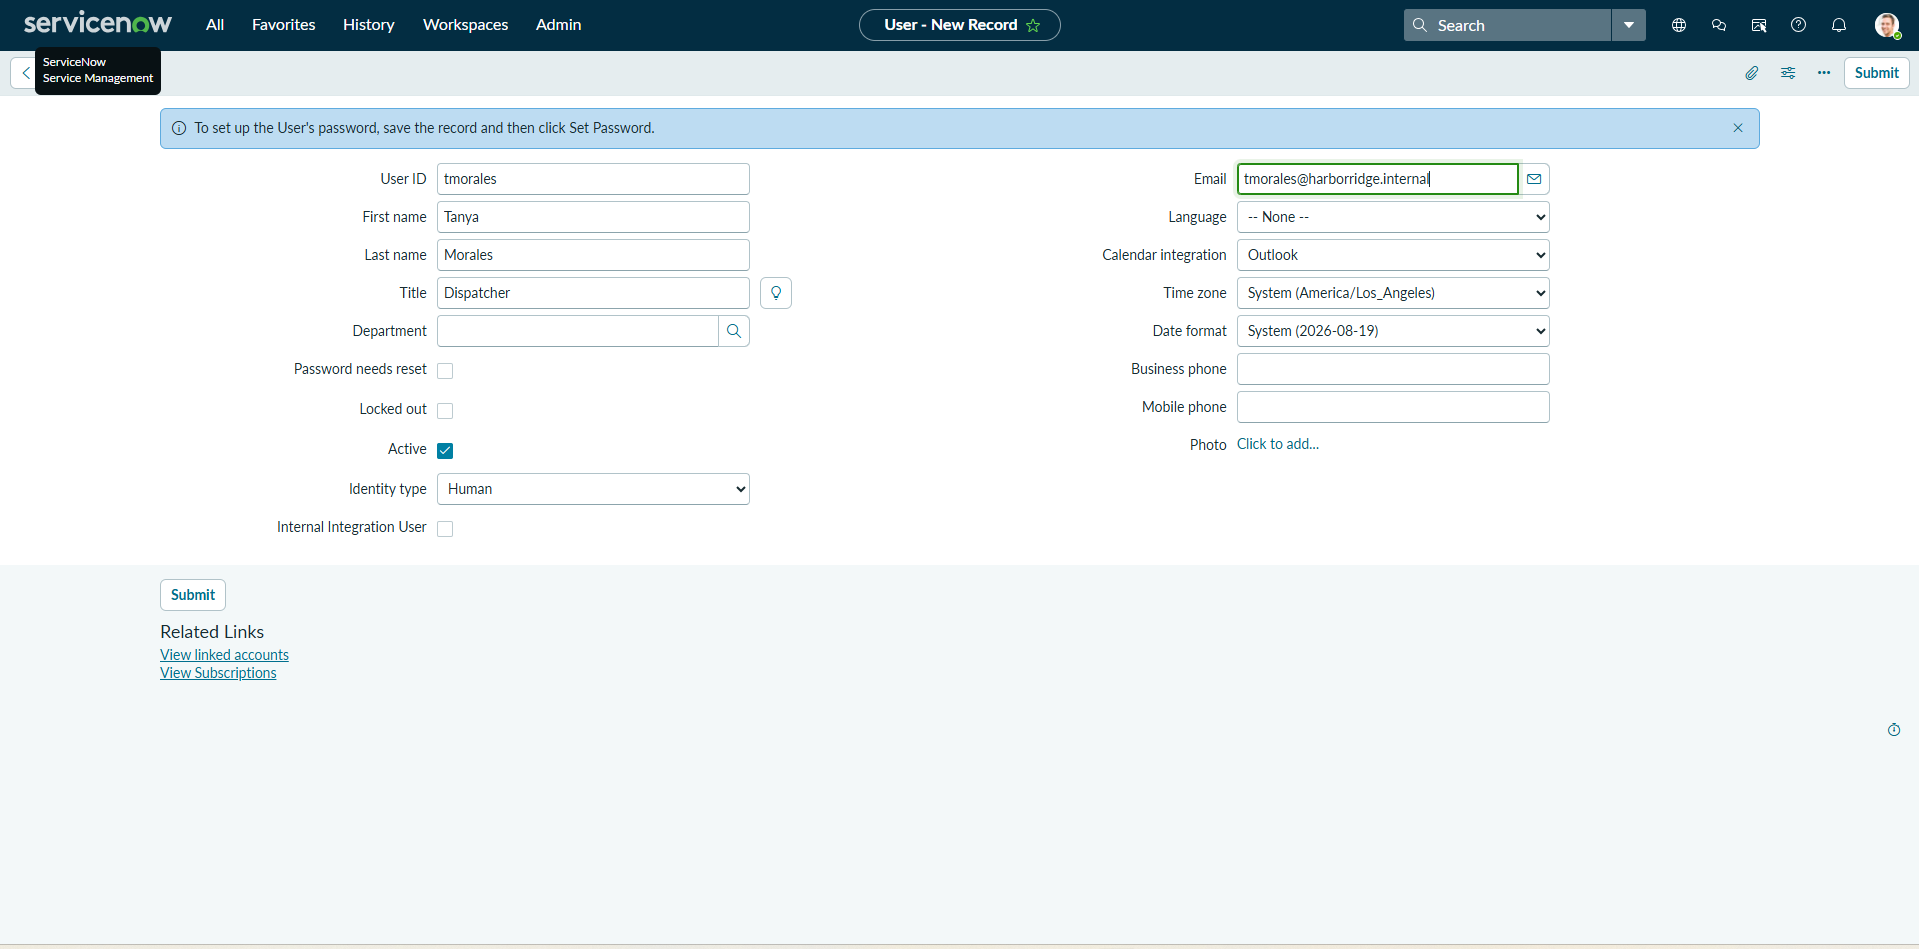 servicenow All Favorites History Workspaces Admin User - New Record Search
ServiceNow
Service Management
Submit
To set up the User's password, save the record and then click Set Password.
User ID tmorales
First name Tanya
Last name Morales
Title Dispatcher
Department
Password needs reset
Locked out
Active
Identity type Human
Internal Integration User
Email tmorales@harborridge.internal
Language -- None --
Calendar integration Outlook
Time zone System (America/Los_Angeles)
Date format System (2026-08-19)
Business phone
Mobile phone
Photo Click to add...
Submit
Related Links
View linked accounts
View Subscriptions